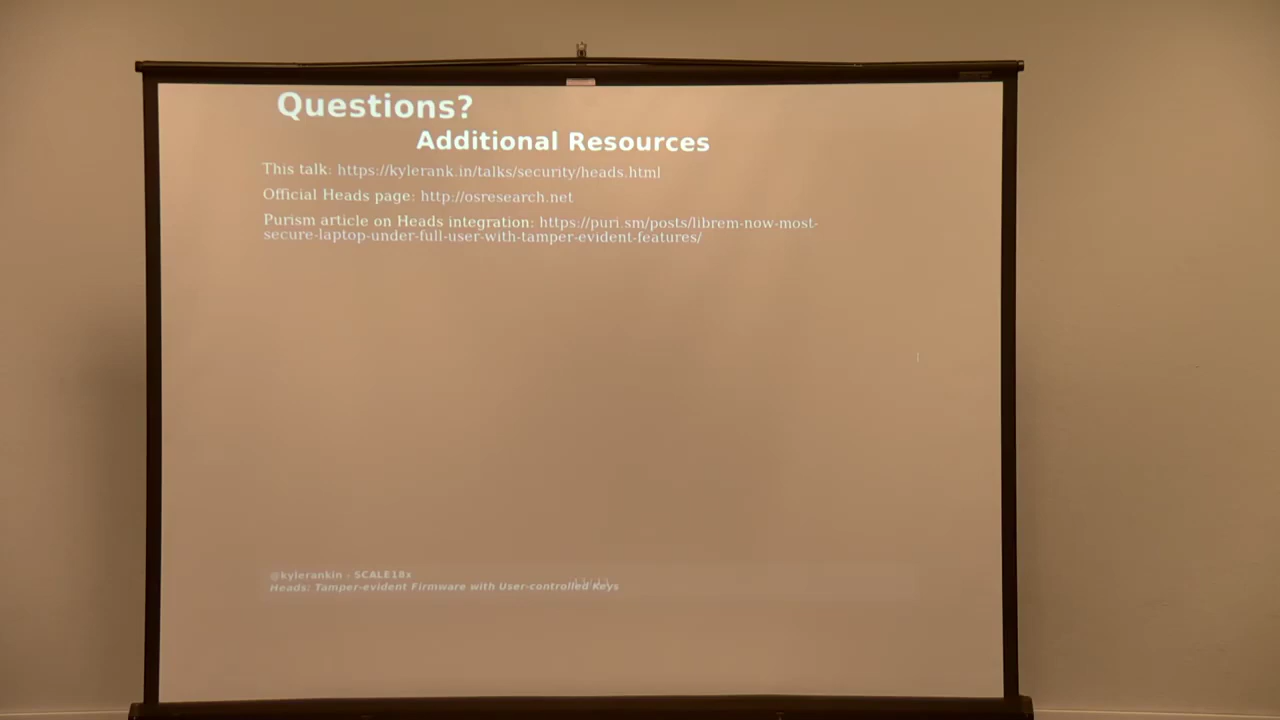 Questions?
Additional Resources
This talk: https://kylerank.in/talks/security/heads.html
Official Heads page: http://osresearch.net
Purism article on Heads integration: https://puri.sm/posts/librem-now-most-
secure-laptop-under-full-user-with-tamper-evident-features/
@kylerankin - SCALE18x
Heads: Tamper-evident Firmware with User-controlled Keys